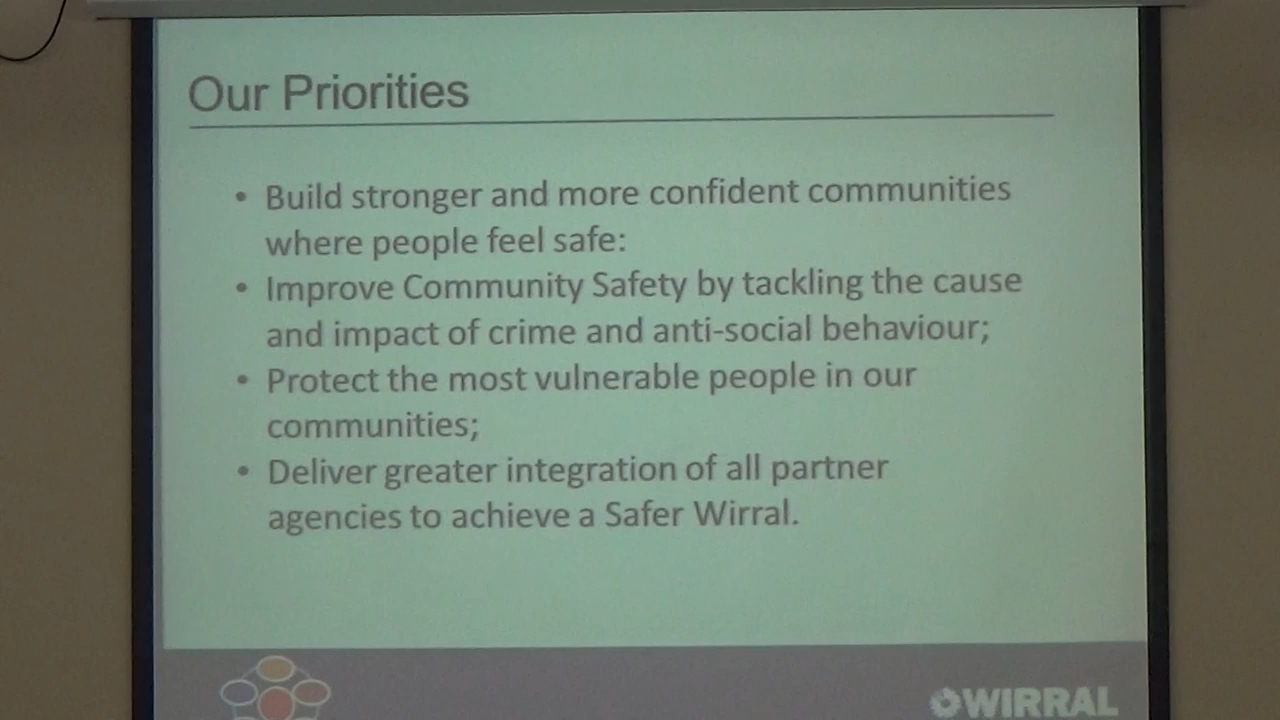 Our Priorities
• Build stronger and more confident communities
where people feel safe:
• Improve Community Safety by tackling the cause
and impact of crime and anti-social behaviour;
• Protect the most vulnerable people in our
communities;
• Deliver greater integration of all partner
agencies to achieve a Safer Wirral.
WIRRAL